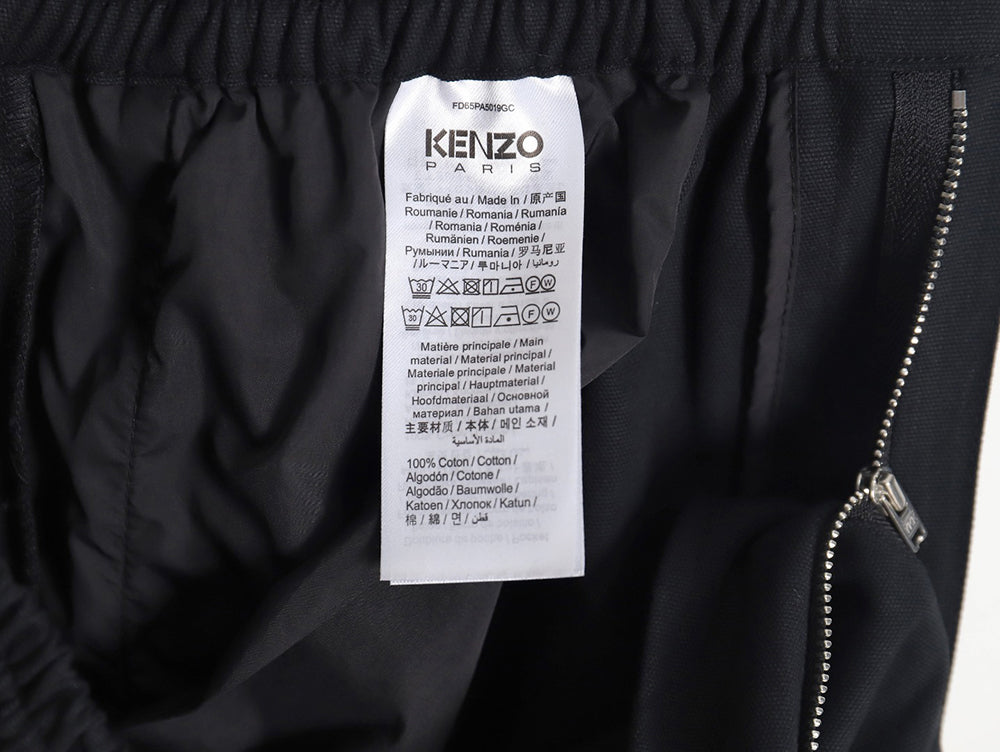 FD65PA5019GC
KENZO
PARIS
Fabriqué au / Made In / 原产国
Roumanie / Romania / Rumanía
/ Romania / Roménia /
Rumänien / Roemenie /
Румынии / Rumania / 罗马尼亚
/ルーマニア / 루마니아 / رومانيا
30 F W
30 F W
Matière principale / Main
material / Material principal /
Materiale principale / Material
principal / Hauptmaterial /
Hoofdmateriaal / Основной
материал / Bahan utama /
主要材质 / 本体 / 메인 소재 /
المادة الأساسية
100% Coton / Cotton /
Algodón / Cotone /
Algodão / Baumwolle /
Katoen / Хлопок / Katun /
棉 / 綿 / 면 / قطن